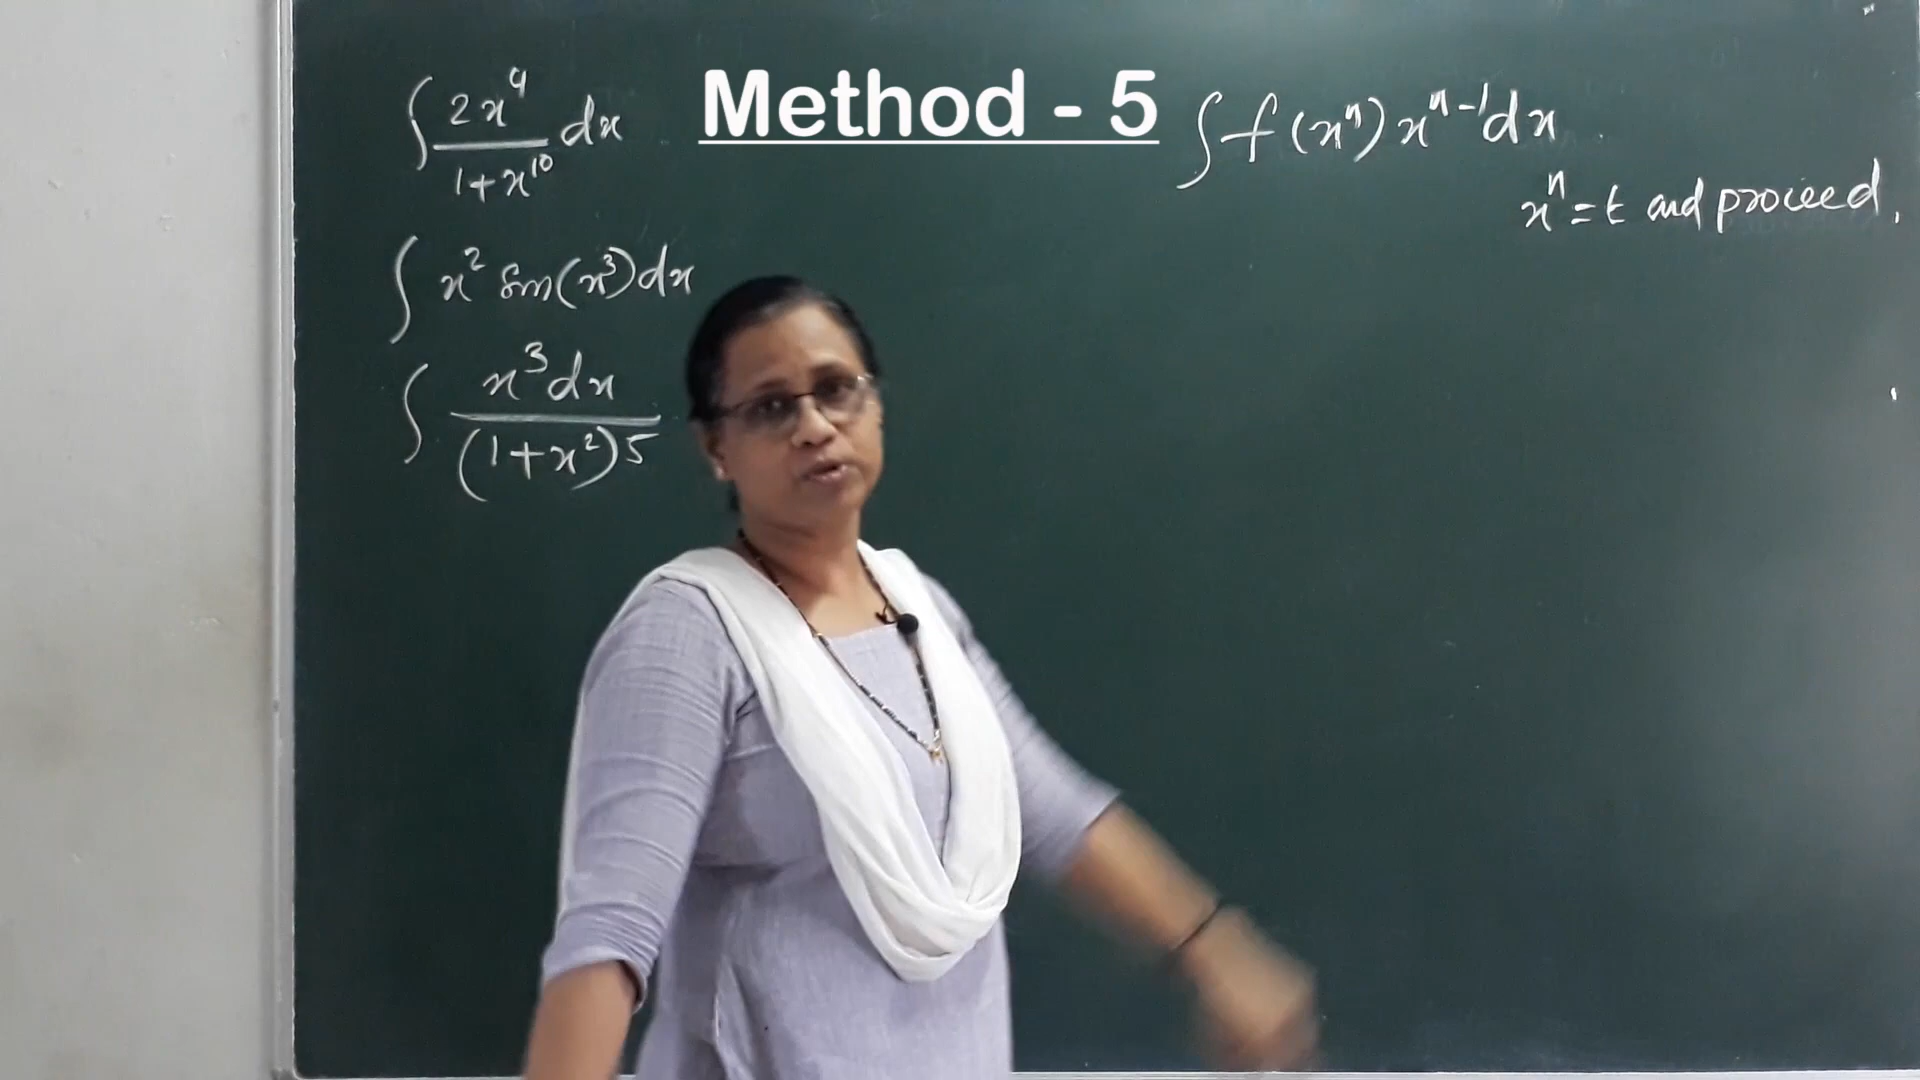 ∫ 2x⁴/1+x¹⁰ dx
Method - 5
∫ f(xⁿ) xⁿ⁻¹ dx
xⁿ = t and proceed.
∫ x² Sin(x³) dx
∫ x³ dx/(1+x²)5